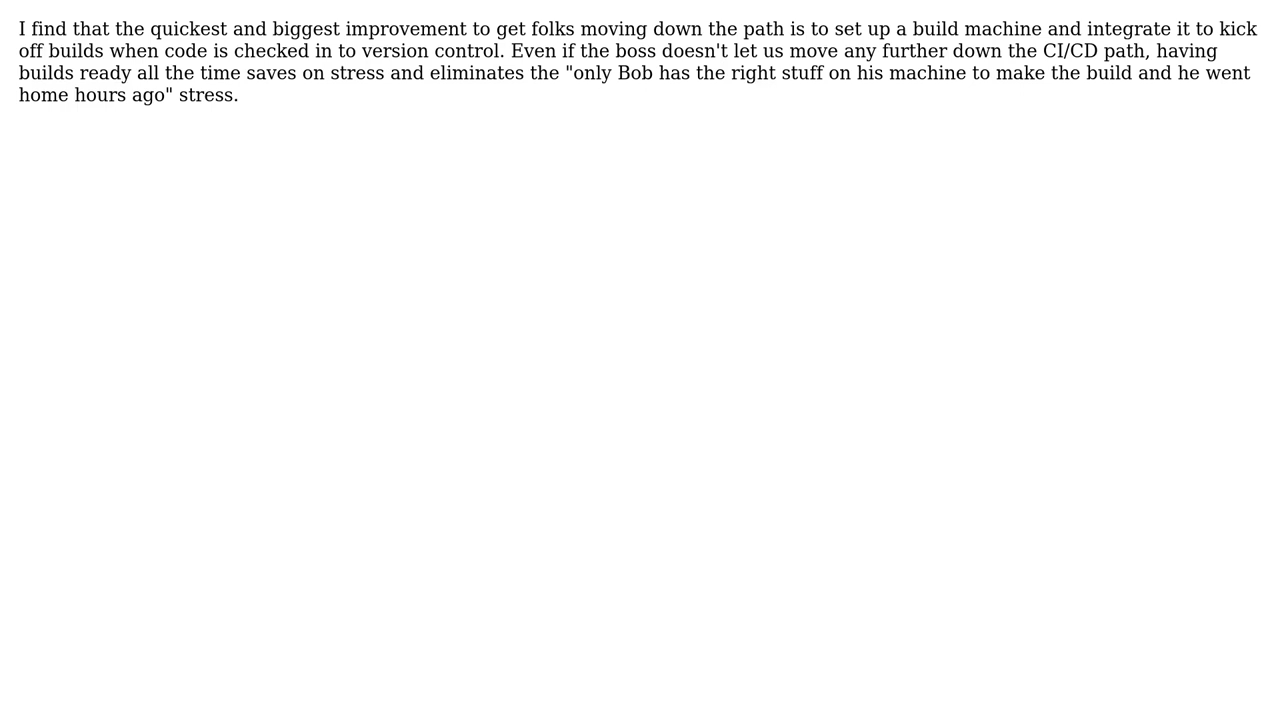 I find that the quickest and biggest improvement to get folks moving down the path is to set up a build machine and integrate it to kick
off builds when code is checked in to version control. Even if the boss doesn't let us move any further down the CI/CD path, having
builds ready all the time saves on stress and eliminates the "only Bob has the right stuff on his machine to make the build and he went
home hours ago" stress.